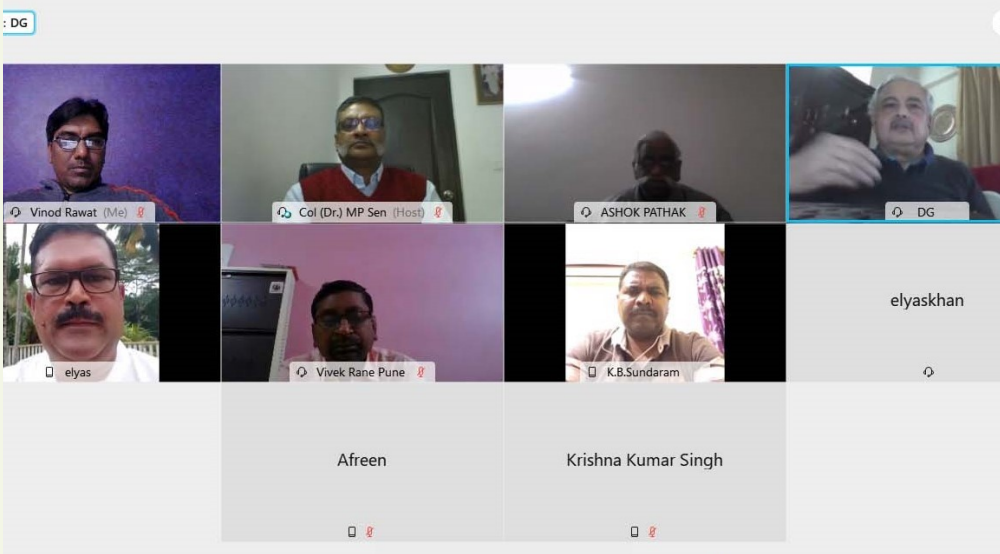 : DG
Vinod Rawat (Me)
Col (Dr.) MP Sen (Host)
ASHOK PATHAK
DG
elyas
Vivek Rane Pune
K.B.Sundaram
elyaskhan
Afreen
Krishna Kumar Singh